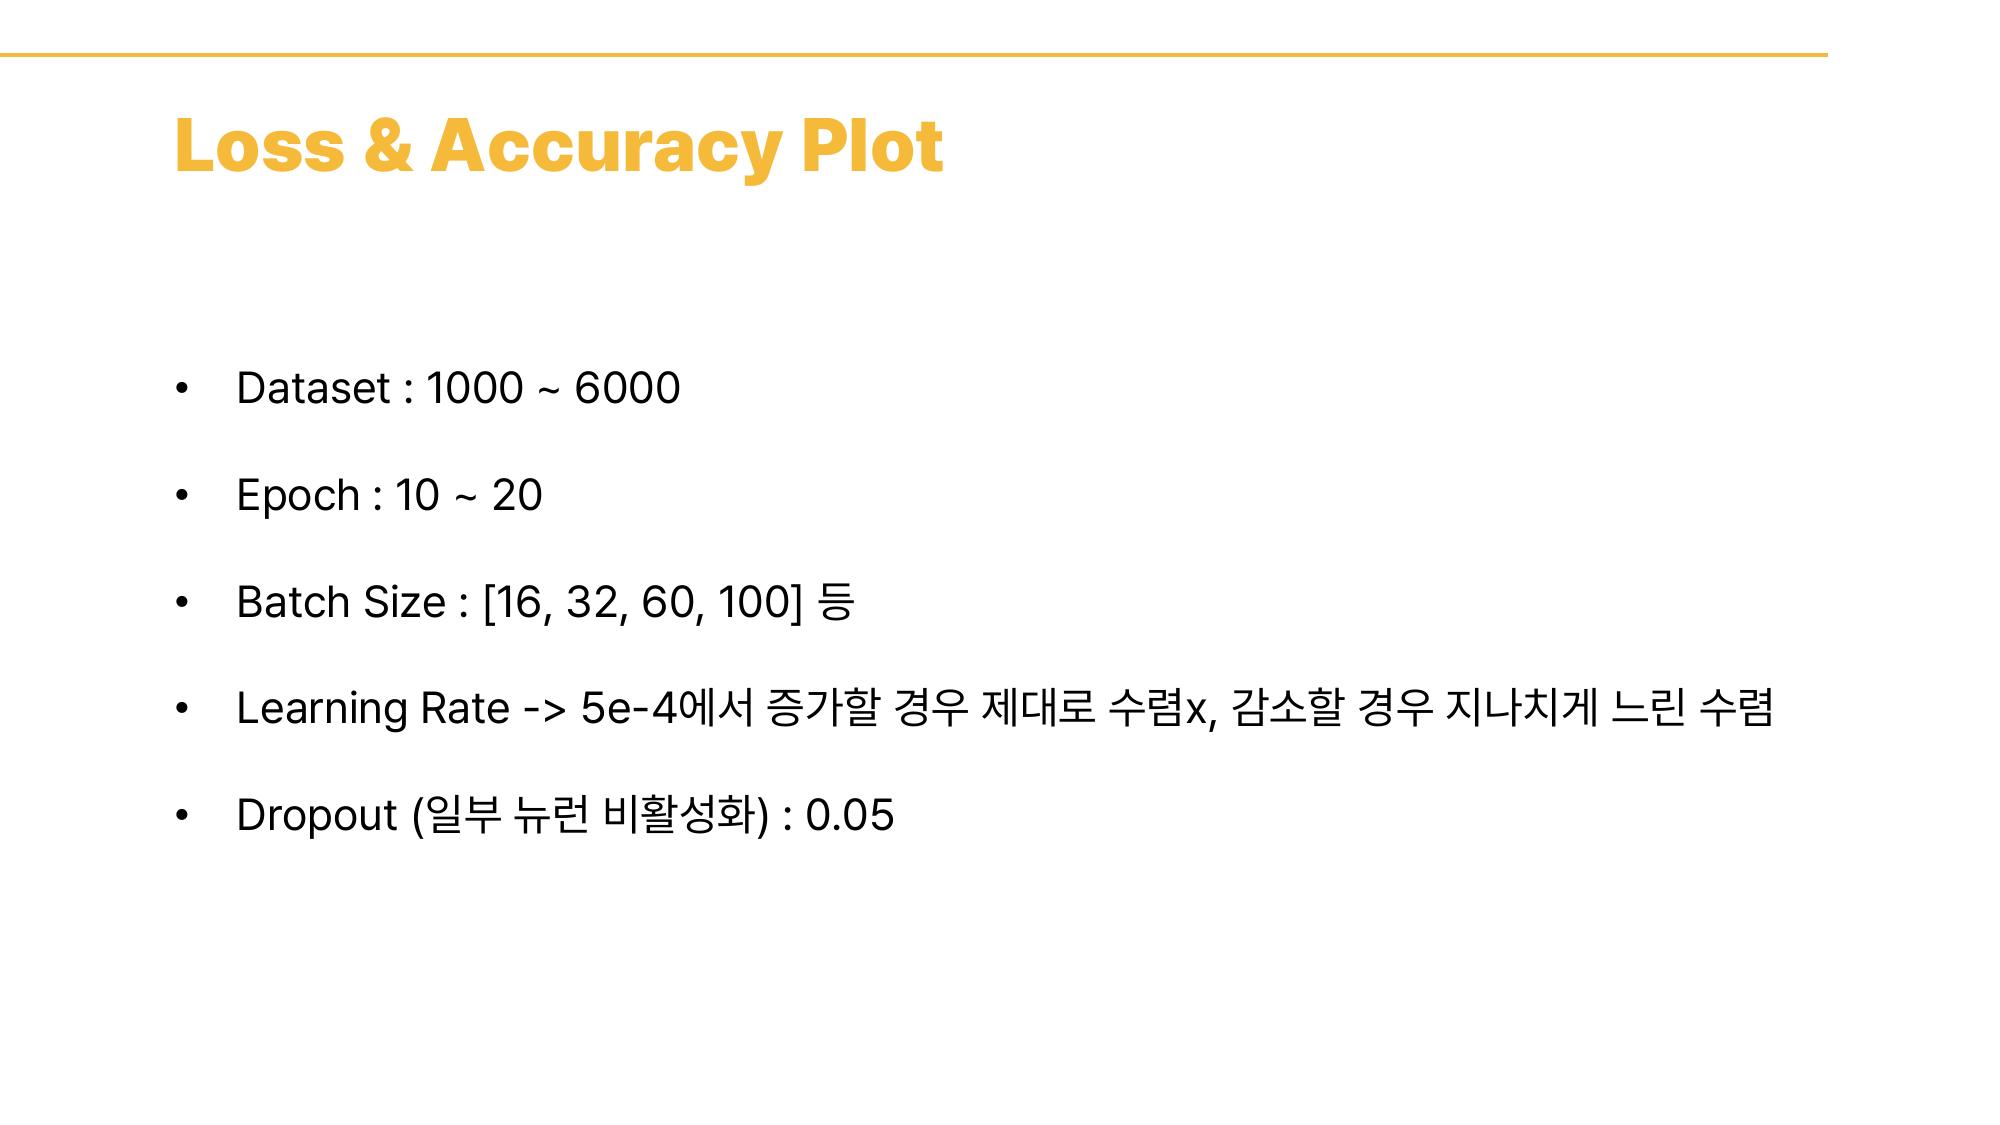 Loss & Accuracy Plot
• Dataset : 1000 ~ 6000
• Epoch : 10 ~ 20
• Batch Size : [16, 32, 60, 100] 등
• Learning Rate -> 5e-4에서 증가할 경우 제대로 수렴x, 감소할 경우 지나치게 느린 수렴
• Dropout (일부 뉴런 비활성화) : 0.05